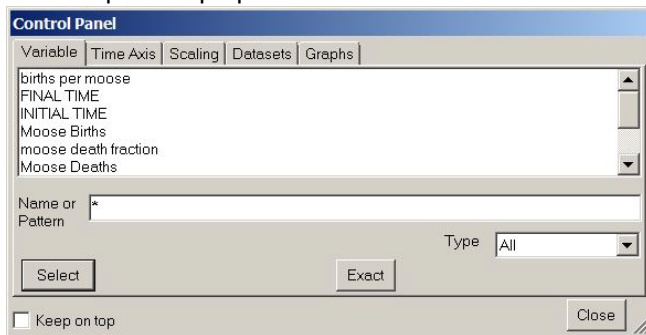 Control Panel
Variable Time Axis Scaling Datasets Graphs
births per moose
FINAL TIME
INITIAL TIME
Moose Births
moose death fraction
Moose Deaths
Name or
Pattern
*
Type All
Select Exact
Keep on top Close